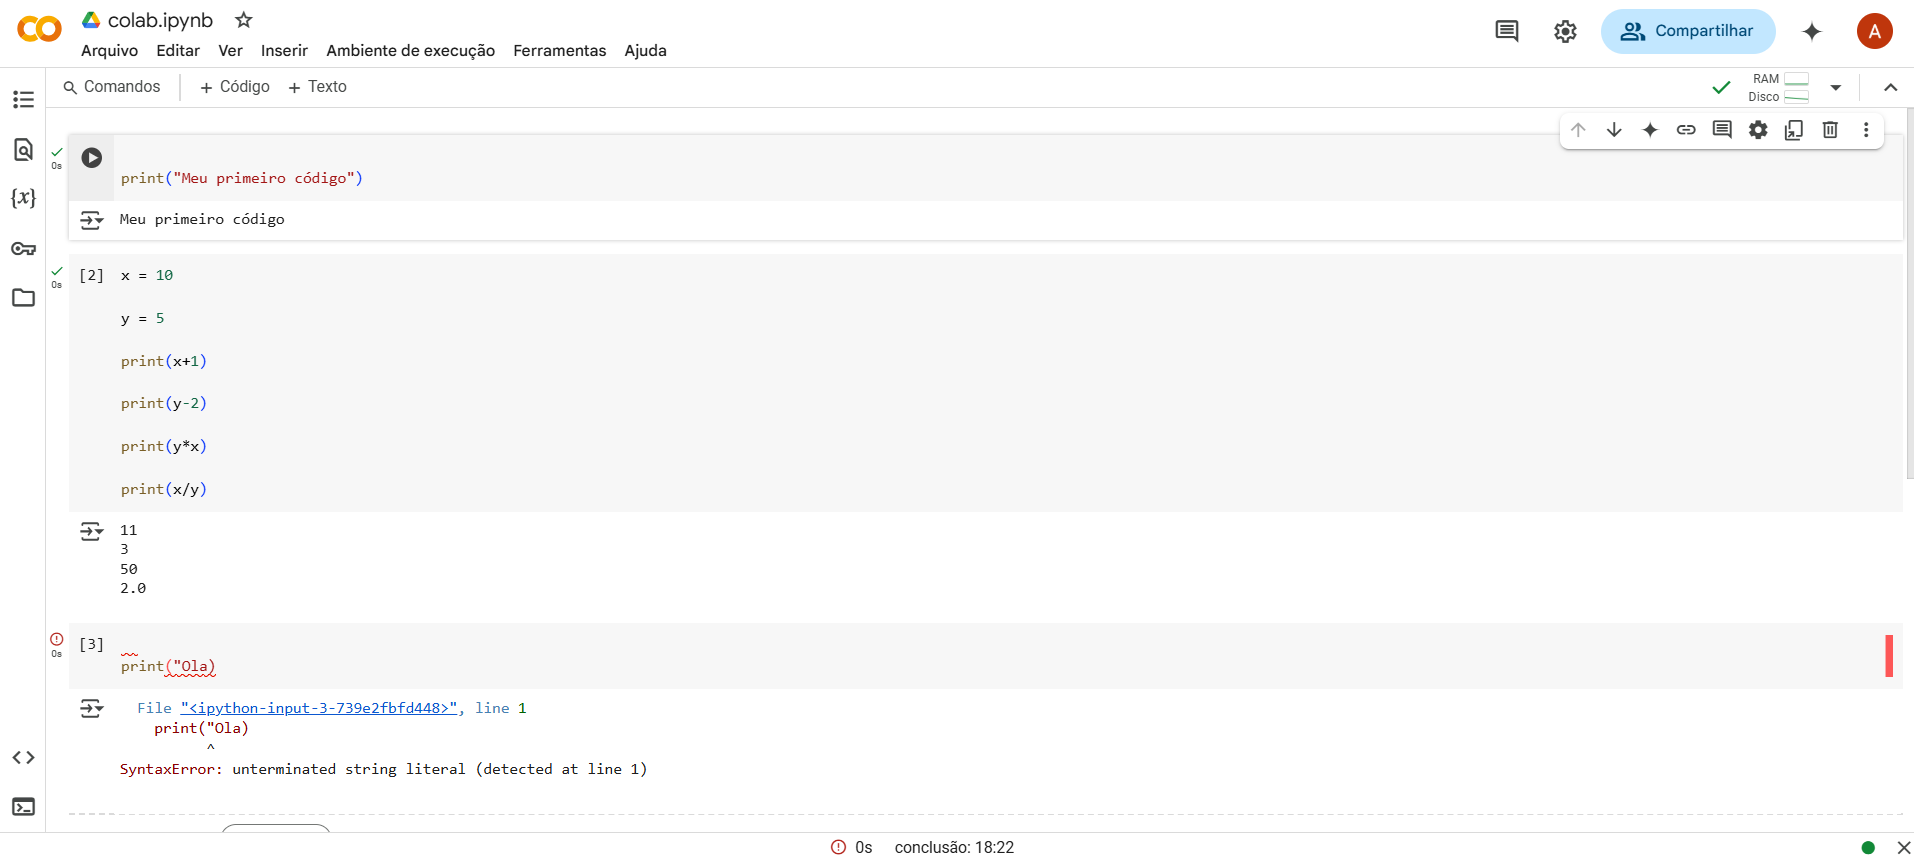 colab.ipynb
Arquivo Editar Ver Inserir Ambiente de execução Ferramentas Ajuda
Compartilhar
A
Comandos + Código + Texto
RAM
Disco
0s
print("Meu primeiro código")
Meu primeiro código
0s
[2] x = 10
y = 5
print(x+1)
print(y-2)
print(y*x)
print(x/y)
11
3
50
2.0
0s
[3]
print("Ola)
File "<ipython-input-3-739e2fbfd448>", line 1
print("Ola)
^
SyntaxError: unterminated string literal (detected at line 1)
0s conclusão: 18:22